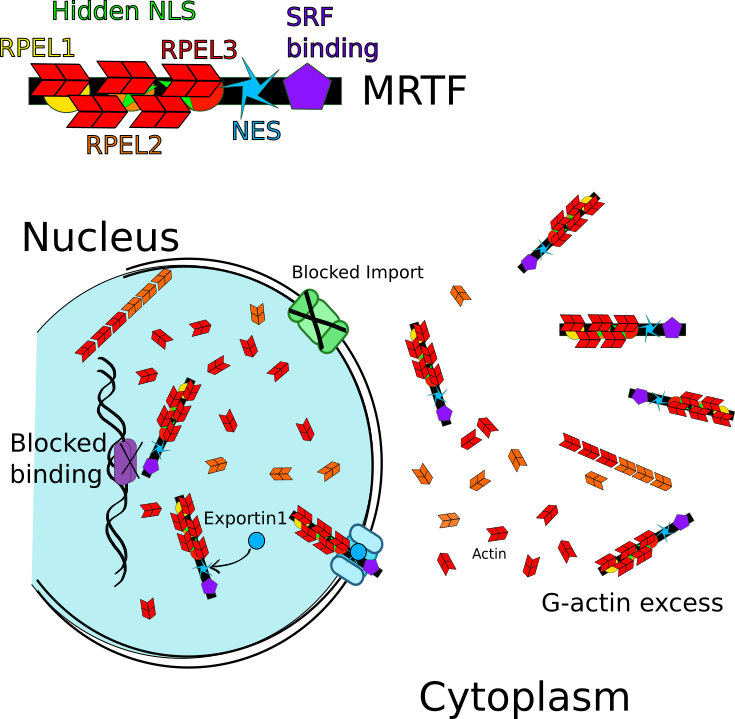 Hidden NLS
SRF
binding
RPEL1
RPEL3
MRTF
NES
RPEL2
Nucleus
Blocked Import
Blocked
binding
Exportin1
Actin
G-actin excess
Cytoplasm